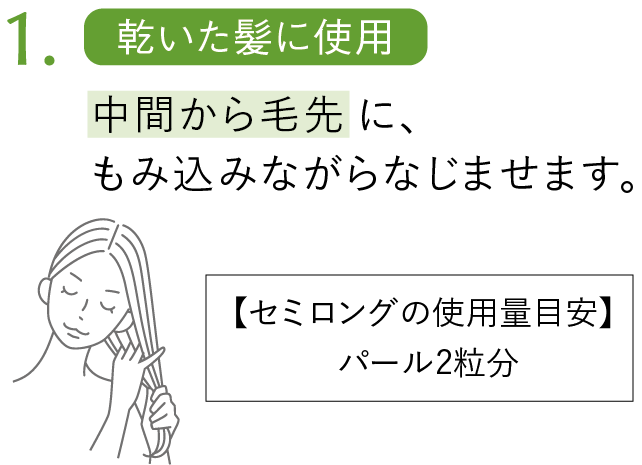 1. 乾いた髪に使用
中間から毛先に、
もみ込みながらなじませます。
【セミロングの使用量目安】
パール2粒分